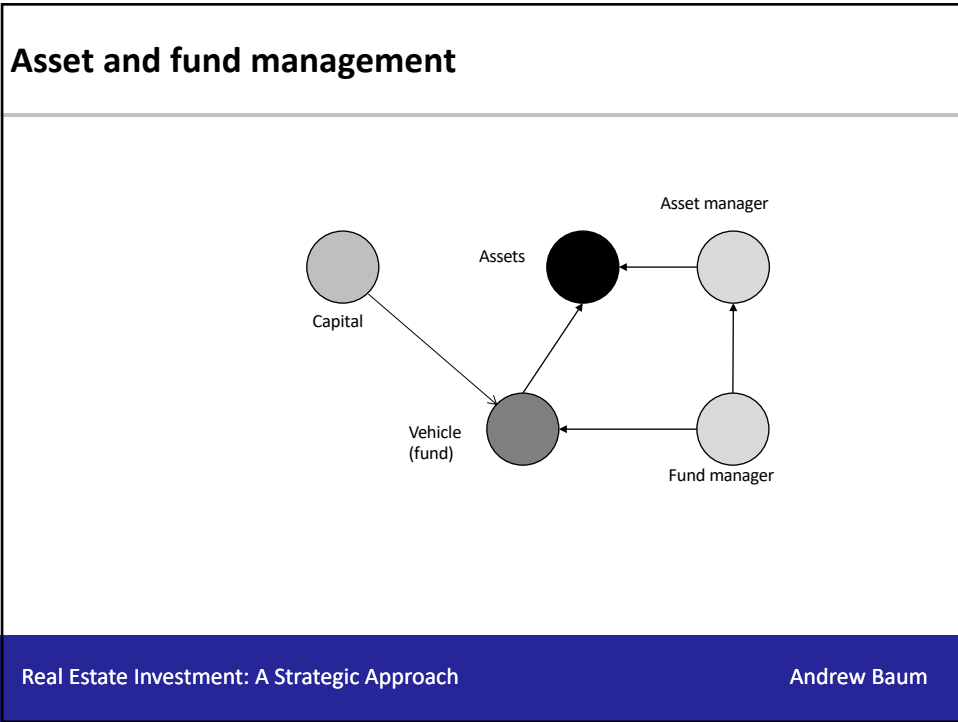 Asset and fund management
Asset manager
Assets
Capital
Vehicle
(fund)
Fund manager
Real Estate Investment: A Strategic Approach
Andrew Baum